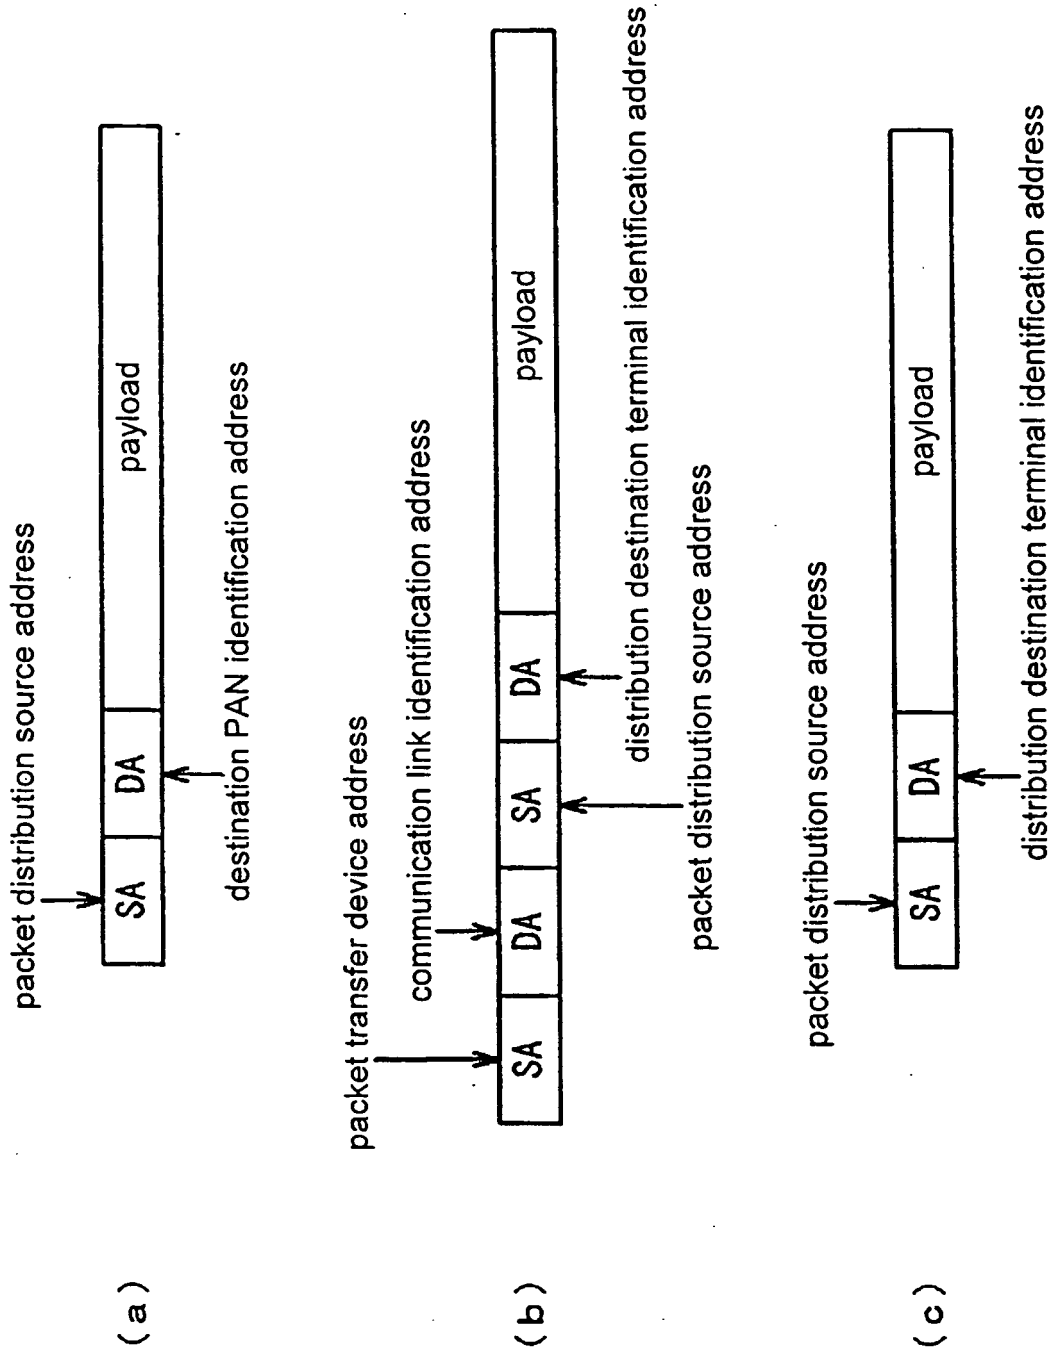 (a)
packet distribution source address
SA
DA
payload
destination PAN identification address
(b)
packet transfer device address
communication link identification address
SA
DA
SA
DA
payload
distribution destination terminal identification address
packet distribution source address
(c)
packet distribution source address
SA
DA
payload
distribution destination terminal identification address